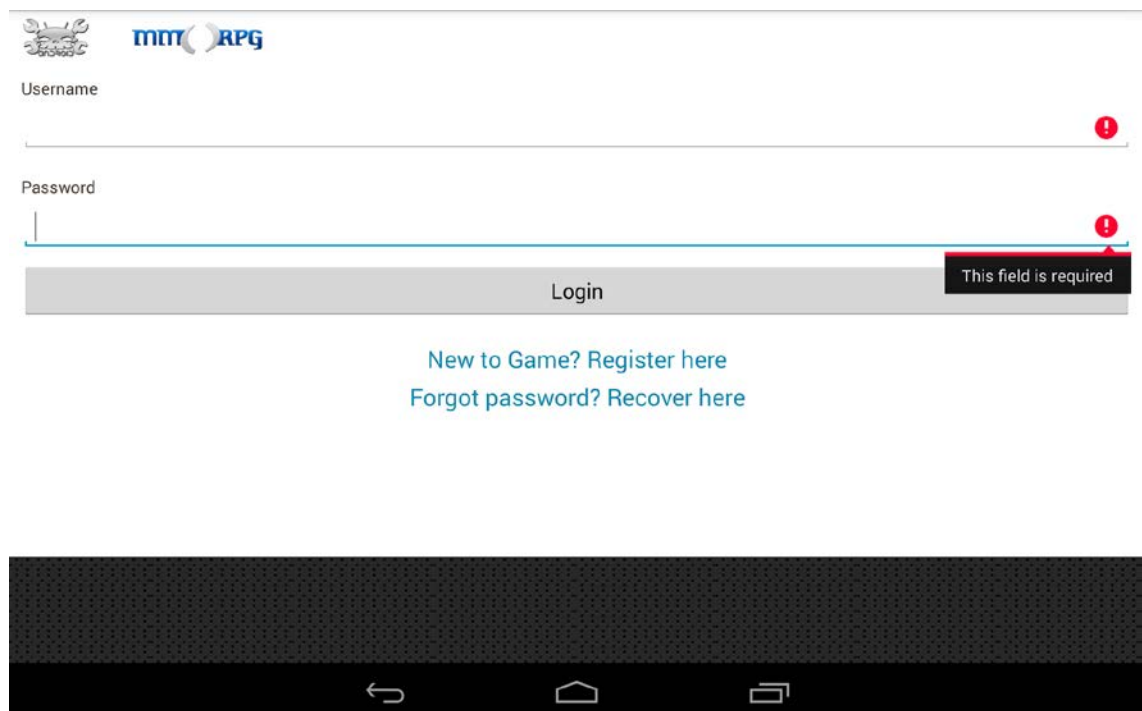 mm()RPG
Username
Password
This field is required
Login
New to Game? Register here
Forgot password? Recover here